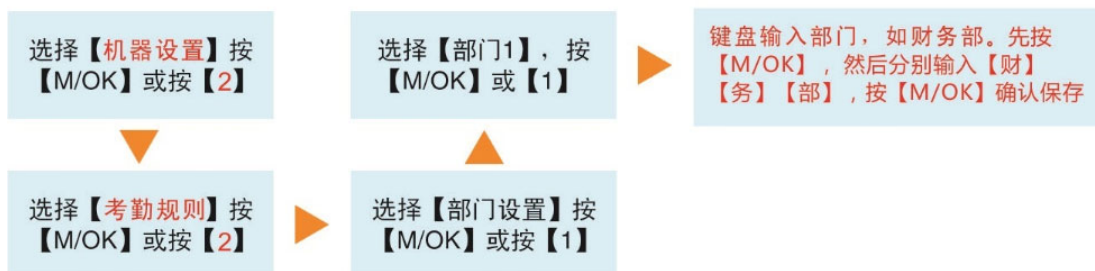 选择【机器设置】按
【M/OK】或按【2】
选择【考勤规则】按
【M/OK】或按【2】
选择【部门设置】按
【M/OK】或按【1】
选择【部门1】，按
【M/OK】或【1】
键盘输入部门，如财务部。先按
【M/OK】，然后分别输入【财】
【务】【部】，按【M/OK】确认保存